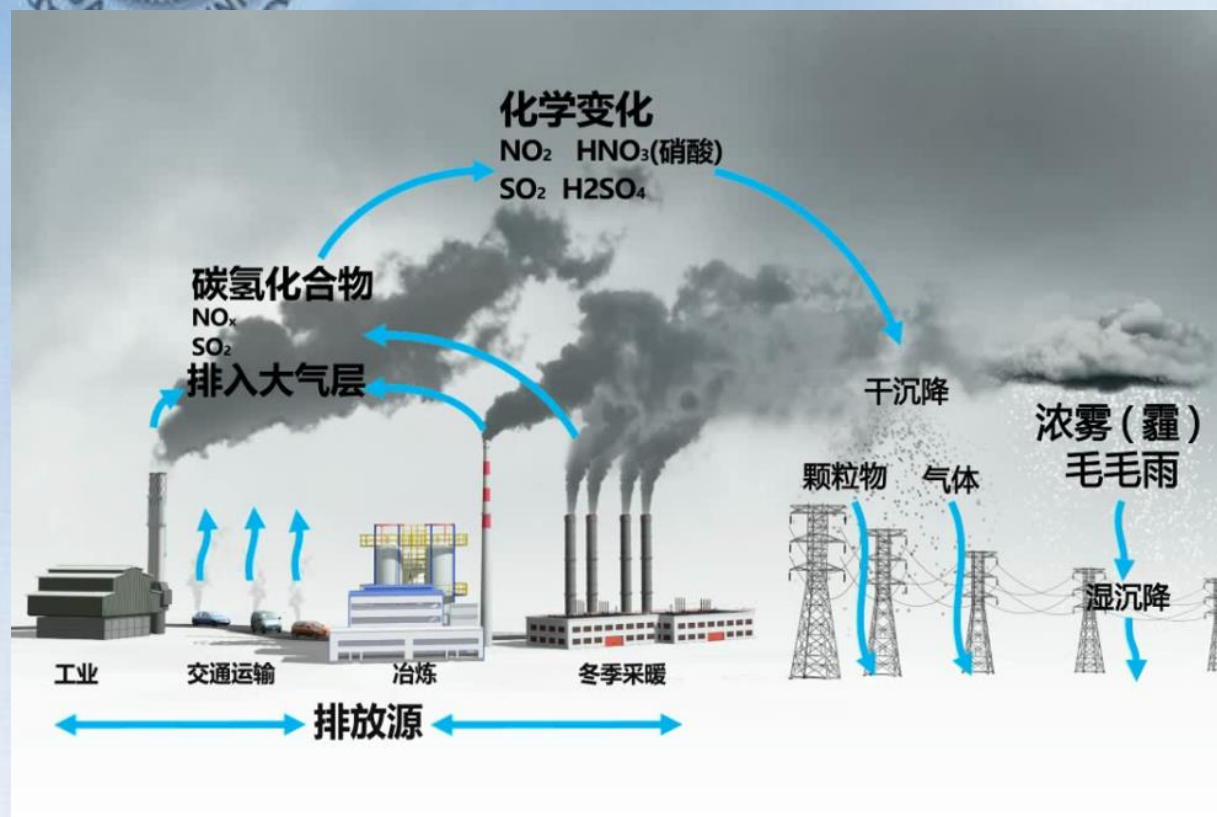 化学变化
NO₂ HNO₃(硝酸)
SO₂ H2SO₄
碳氢化合物
NOₓ
SO₂
排入大气层
干沉降
浓雾（霾）
毛毛雨
颗粒物 气体
湿沉降
工业 交通运输 冶炼 冬季采暖
排放源